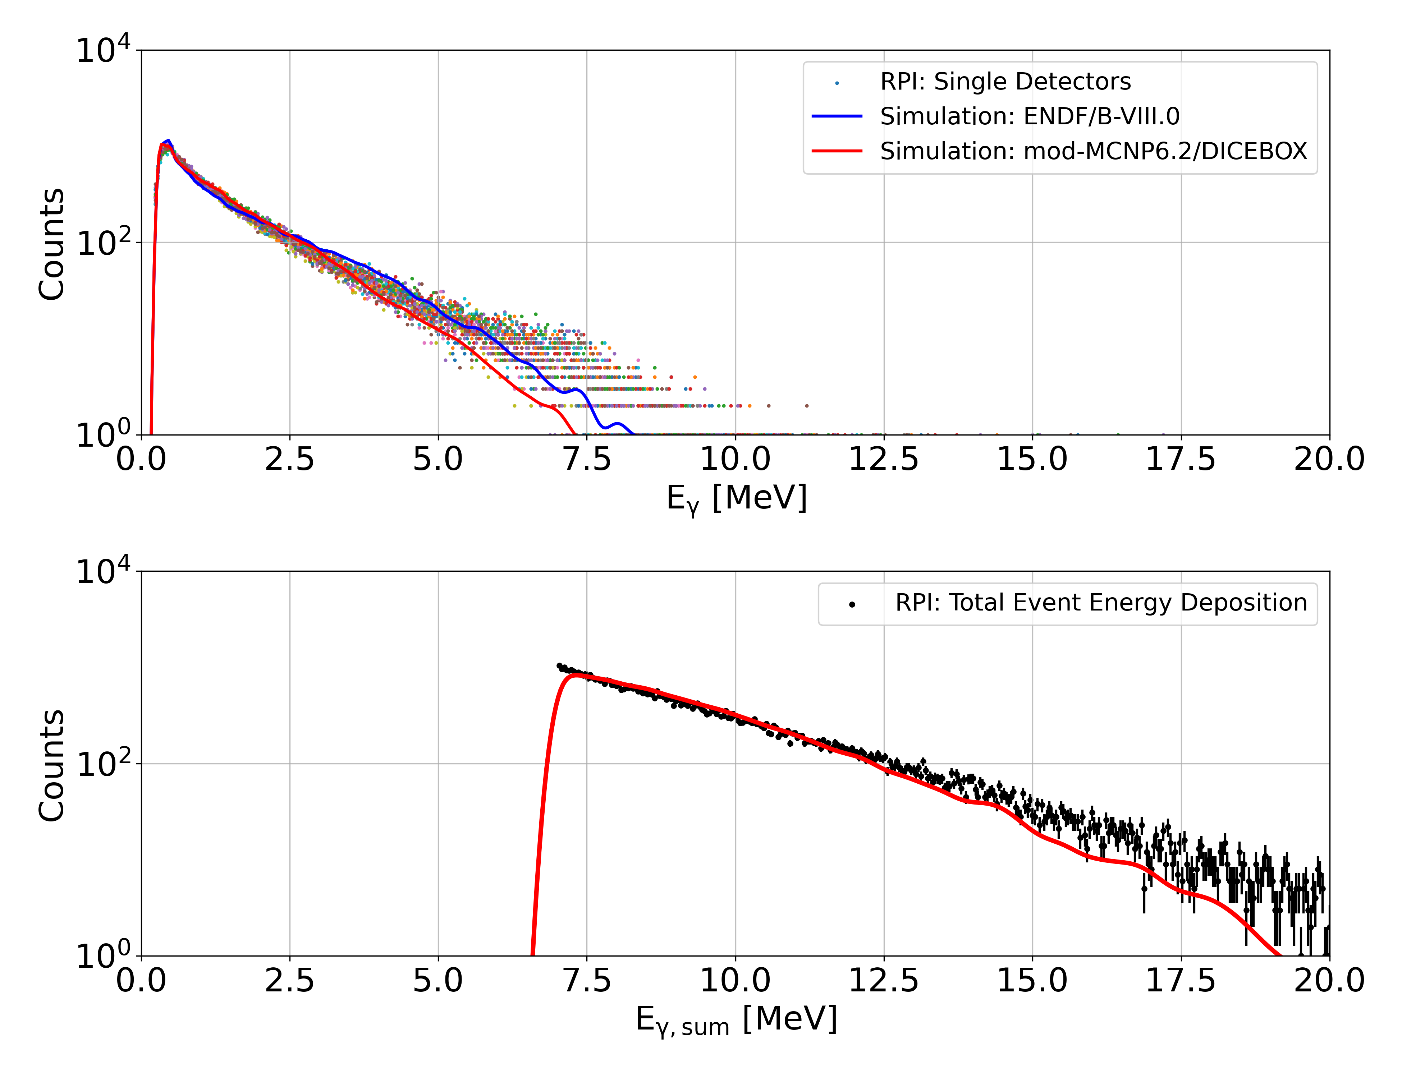 10^4
10^2
10^0
Counts
RPI: Single Detectors
Simulation: ENDF/B-VIII.0
Simulation: mod-MCNP6.2/DICEBOX
0.0 2.5 5.0 7.5 10.0 12.5 15.0 17.5 20.0
E_γ [MeV]
10^4
10^2
10^0
Counts
RPI: Total Event Energy Deposition
0.0 2.5 5.0 7.5 10.0 12.5 15.0 17.5 20.0
E_γ, sum [MeV]